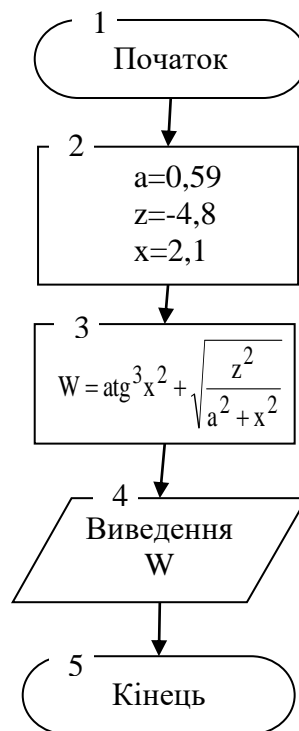 1
Початок
2
a=0,59
z=-4,8
x=2,1
3
W = atg³x² + √(z²/(a² + x²))
4
Виведення
W
5
Кінець